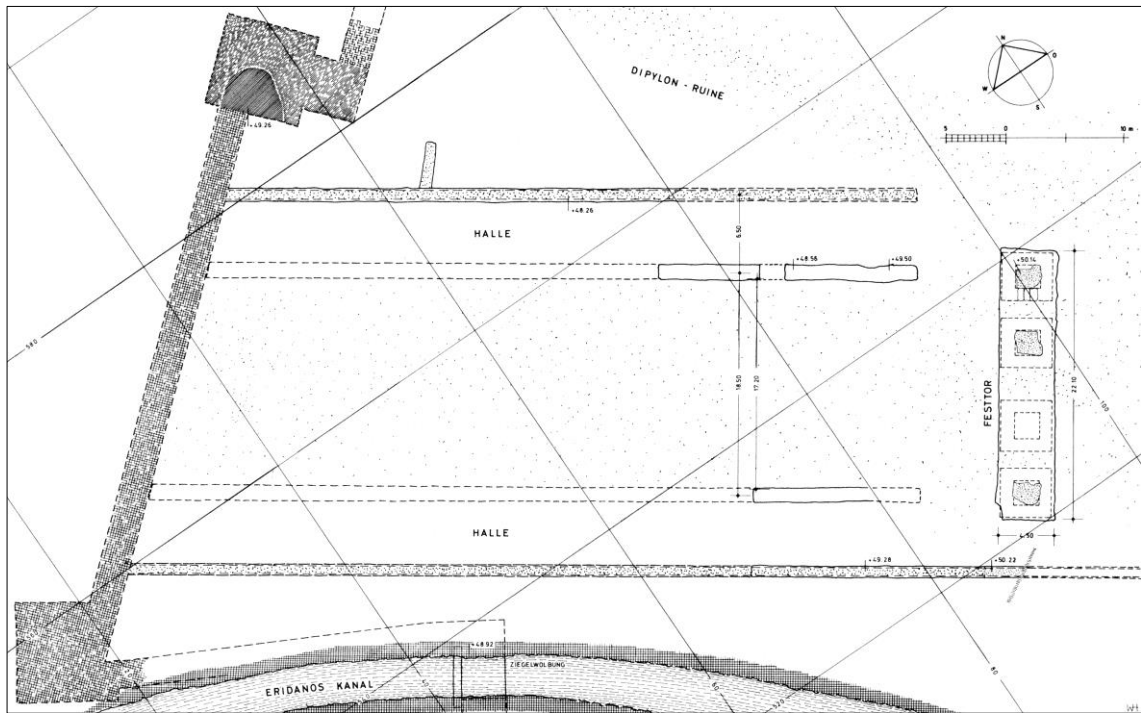 DIPYLON - RUINE
N
O
W
S
5 0 10 m
+49.26
+48.26
HALLE
6.50
+48.56
+49.50
+50.14
580
18.50
17.20
FESTTOR
22.10
100
HALLE
4.50
+49.28
+50.22
+48.92
ZIEGELWÖLBUNG
ERIDANOS KANAL
80